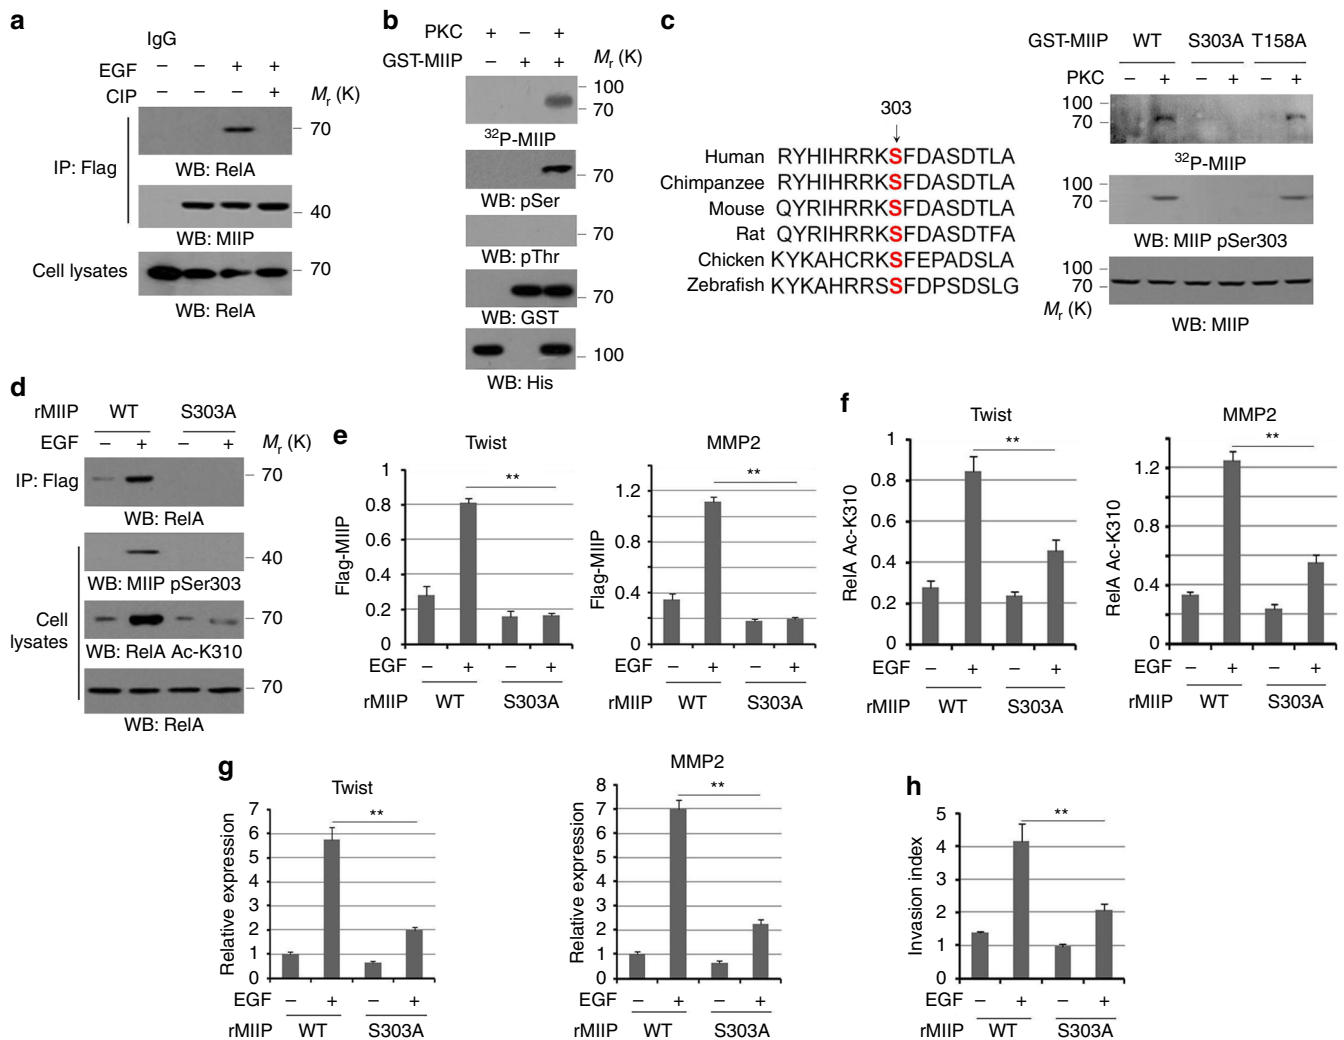 a
IgG
EGF – – + +
CIP – – – +
Mr (K)
70
WB: RelA
IP: Flag
40
WB: MIIP
Cell lysates
70
WB: RelA
b
PKC + – +
GST-MIIP – + +
Mr (K)
100
70
32P-MIIP
70
WB: pSer
70
WB: pThr
70
WB: GST
100
WB: His
c
303
Human RYHIHRRKSFDASDTLA
Chimpanzee RYHIHRRKSFDASDTLA
Mouse QYRIHRRKSFDASDTLA
Rat QYRIHRRKSFDASDTFA
Chicken KYKAHCRKSFEPADSLA
Zebrafish KYKAHRRSSFDPSDSLG
GST-MIIP WT S303A T158A
PKC – + – + – +
100
70
32P-MIIP
100
70
WB: MIIP pSer303
100
70
Mr (K)
WB: MIIP
d
rMIIP WT S303A
EGF – + – +
Mr (K)
IP: Flag
70
WB: RelA
40
WB: MIIP pSer303
Cell lysates
70
WB: RelA Ac-K310
70
WB: RelA
e
Twist
**
Flag-MIIP
1
0.8
0.6
0.4
0.2
0
EGF – + – +
rMIIP WT S303A
MMP2
**
Flag-MIIP
1.2
0.8
0.4
0
EGF – + – +
rMIIP WT S303A
f
Twist
**
RelA Ac-K310
1
0.8
0.6
0.4
0.2
0
EGF – + – +
rMIIP WT S303A
MMP2
**
RelA Ac-K310
1.2
0.8
0.4
0
EGF – + – +
rMIIP WT S303A
g
Twist
**
Relative expression
7
6
5
4
3
2
1
0
EGF – + – +
rMIIP WT S303A
MMP2
**
Relative expression
8
7
6
5
4
3
2
1
0
EGF – + – +
rMIIP WT S303A
h
**
Invasion index
5
4
3
2
1
0
EGF – + – +
rMIIP WT S303A